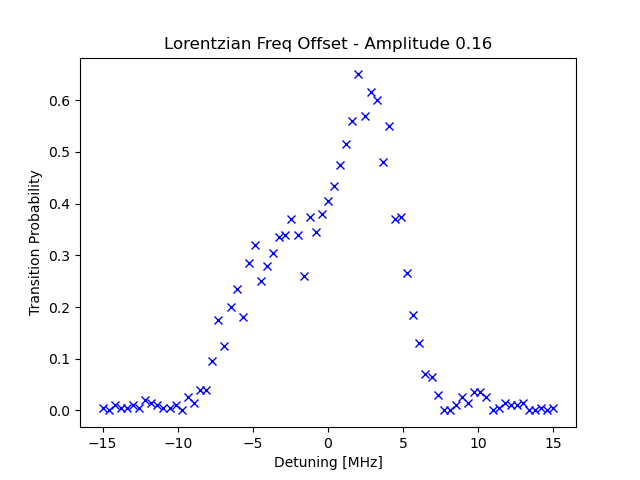 Lorentzian Freq Offset - Amplitude 0.16
Transition Probability
0.6
0.5
0.4
0.3
0.2
0.1
0.0
−15 −10 −5 0 5 10 15
Detuning [MHz]